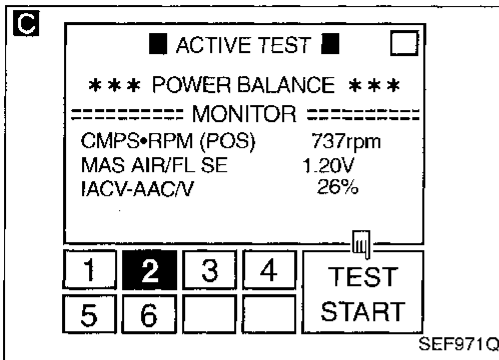 C
■ ACTIVE TEST ■
*** POWER BALANCE ***
========= MONITOR =========
CMPS•RPM (POS) 737rpm
MAS AIR/FL SE 1.20V
IACV-AAC/V 26%
1 2 3 4
5 6
TEST
START
SEF971Q